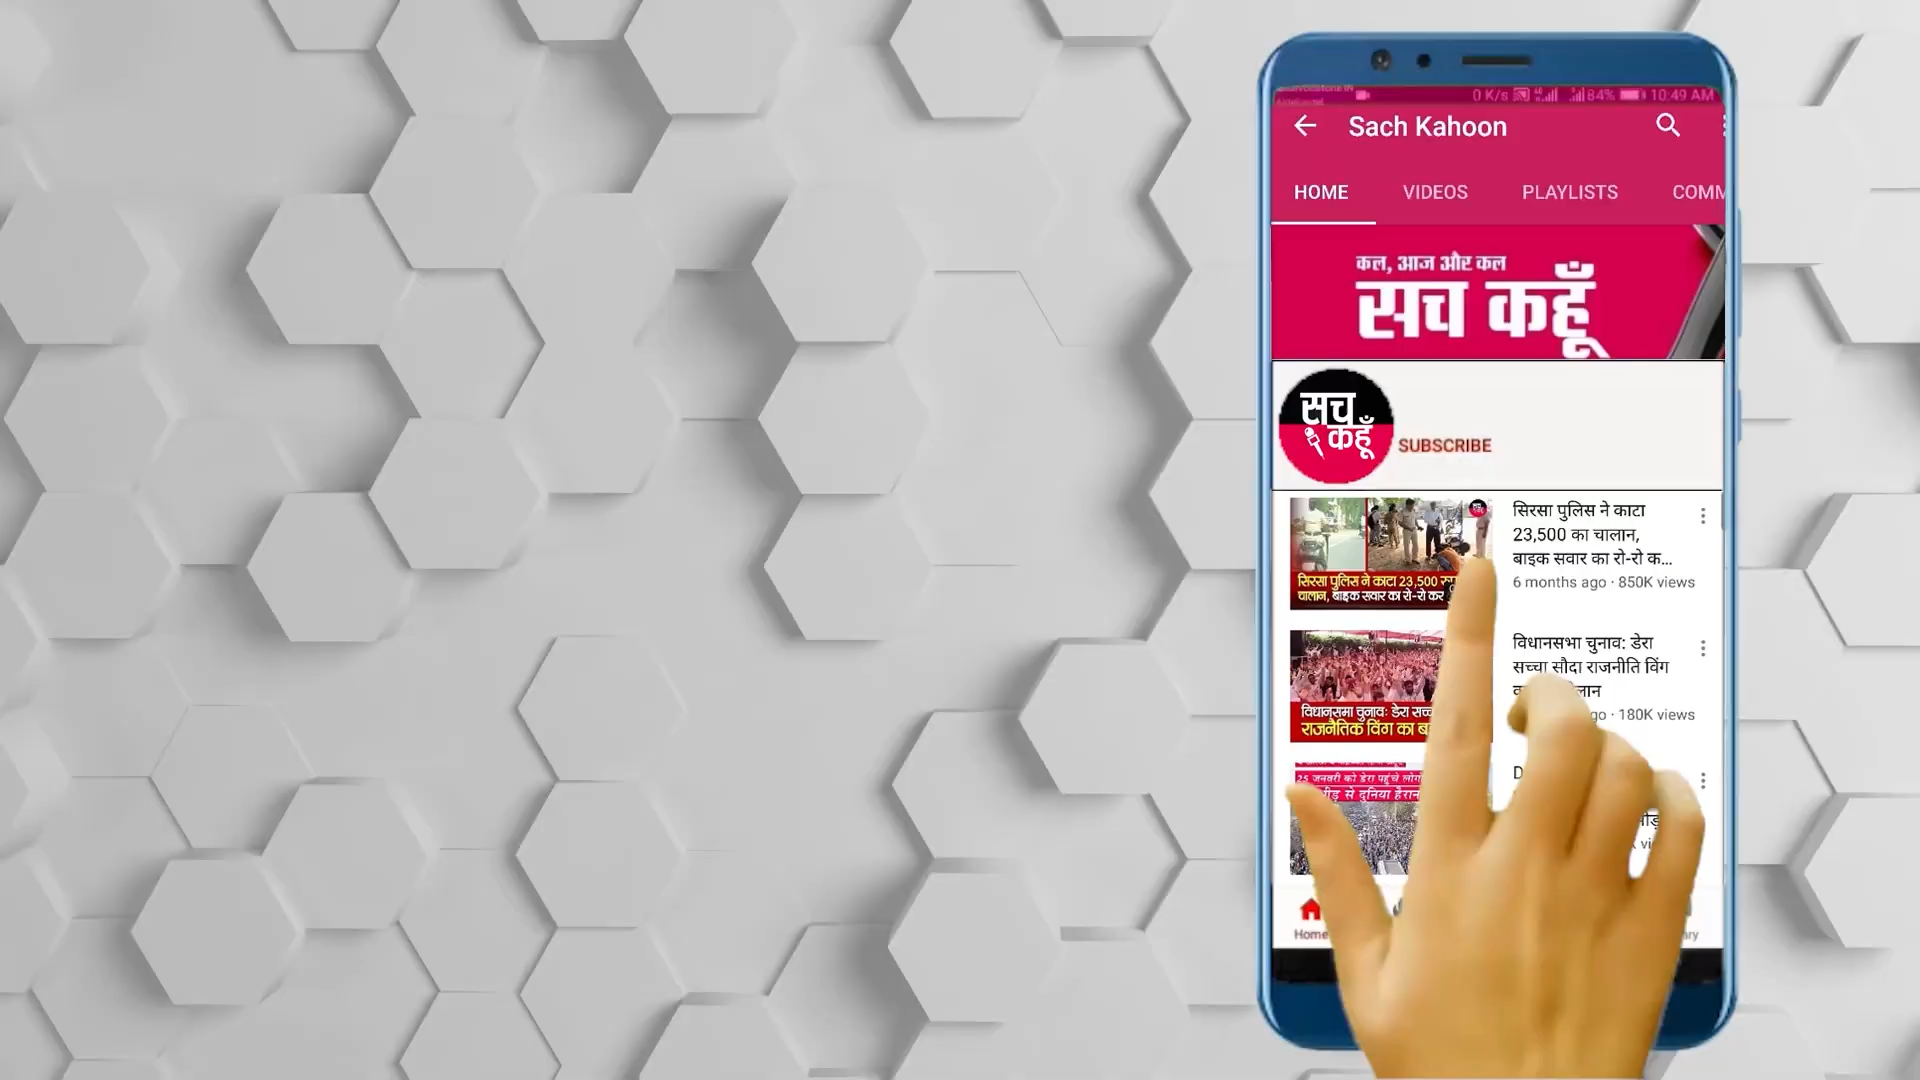 0 K/s 84% 10:49 AM
Sach Kahoon
HOME VIDEOS PLAYLISTS COMM
कल, आज और कल
सच कहूँ
सच
कहूँ
SUBSCRIBE
सिरसा पुलिस ने काटा 23,500
चालान, बाइक सवार का रो-रो कर
सिरसा पुलिस ने काटा
23,500 का चालान,
बाइक सवार का रो-रो क...
6 months ago · 850K views
विधानसभा चुनाव: डेरा
राजनैतिक विंग का
विधानसभा चुनाव: डेरा
सच्चा सौदा राजनीति विंग
180K views
25 जनवरी को डेरा पहुंचे
से दुनिया हैरान
Home